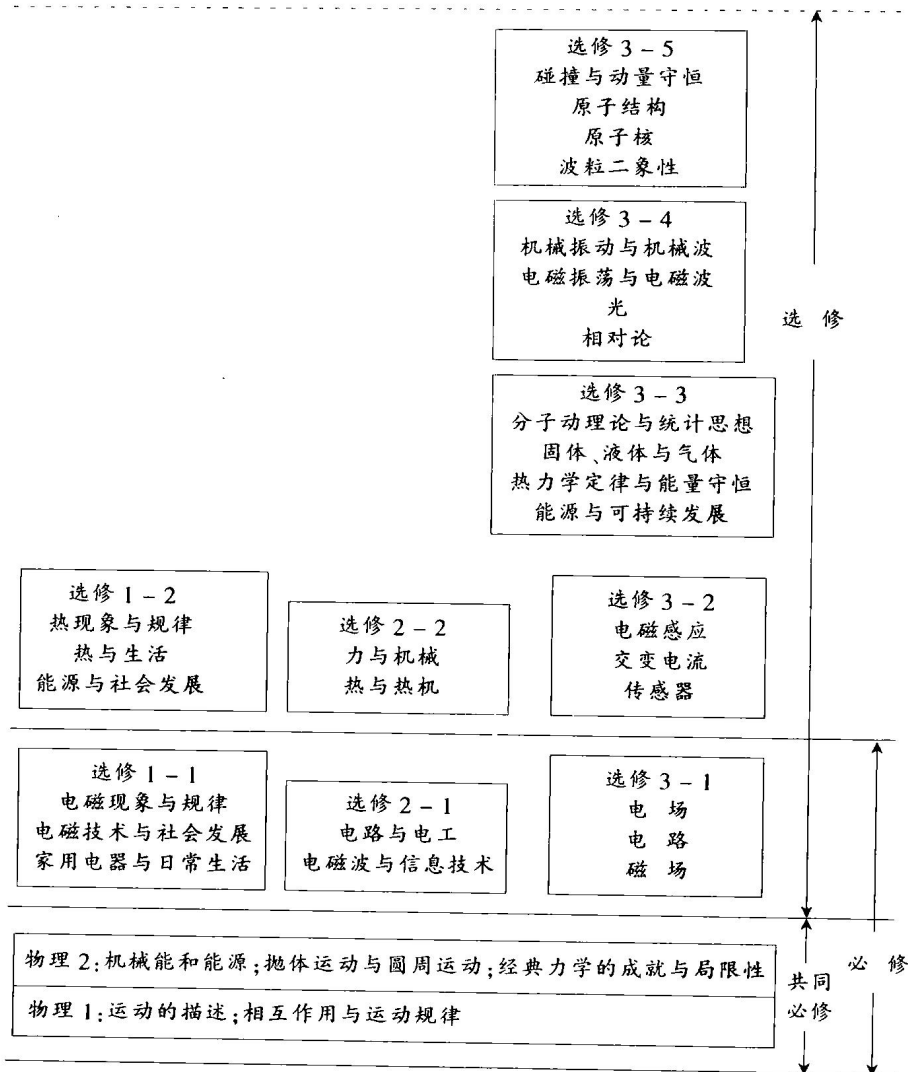 选修 3 - 5
碰撞与动量守恒
原子结构
原子核
波粒二象性
选修 3 - 4
机械振动与机械波
电磁振荡与电磁波
光
相对论
选修
选修 3 - 3
分子动理论与统计思想
固体、液体与气体
热力学定律与能量守恒
能源与可持续发展
选修 1 - 2
热现象与规律
热与生活
能源与社会发展
选修 2 - 2
力与机械
热与热机
选修 3 - 2
电磁感应
交变电流
传感器
选修 1 - 1
电磁现象与规律
电磁技术与社会发展
家用电器与日常生活
选修 2 - 1
电路与电工
电磁波与信息技术
选修 3 - 1
电场
电路
磁场
物理 2:机械能和能源;抛体运动与圆周运动;经典力学的成就与局限性
物理 1:运动的描述;相互作用与运动规律
共同
必修
必修